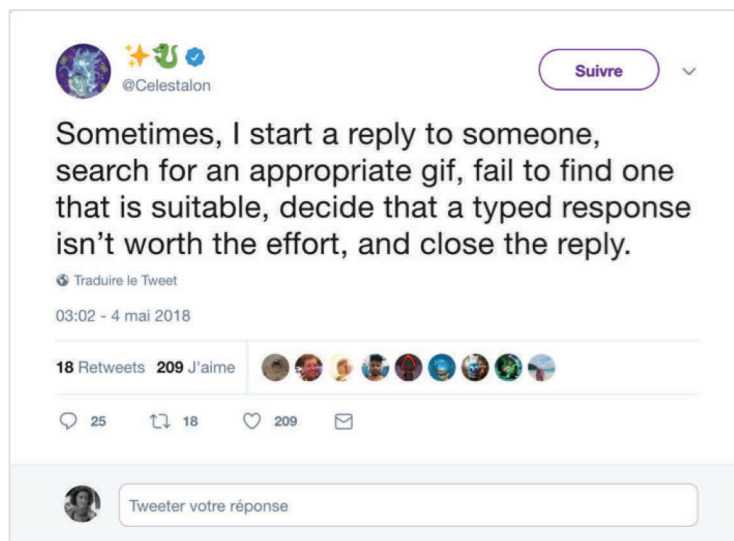 @Celestalon
Suivre
Sometimes, I start a reply to someone,
search for an appropriate gif, fail to find one
that is suitable, decide that a typed response
isn’t worth the effort, and close the reply.
Traduire le Tweet
03:02 - 4 mai 2018
18 Retweets 209 J'aime
25 18 209
Tweeter votre réponse